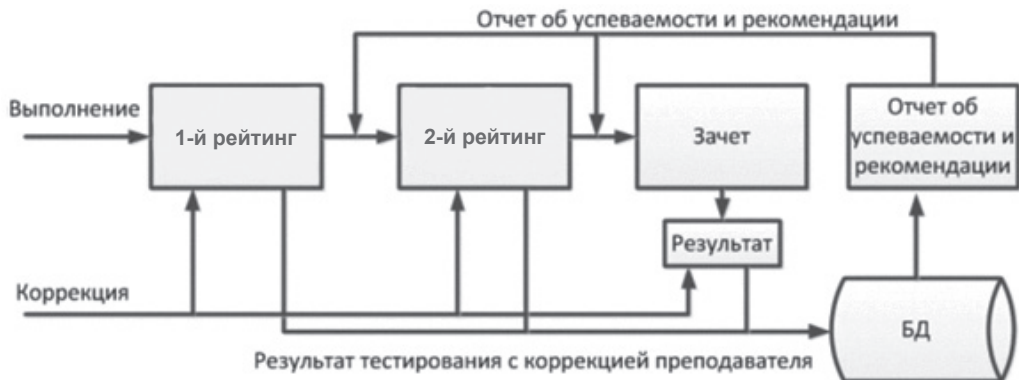 Отчет об успеваемости и рекомендации
Выполнение
1-й рейтинг
2-й рейтинг
Зачет
Отчет об
успеваемости и
рекомендации
Результат
Коррекция
БД
Результат тестирования с коррекцией преподавателя